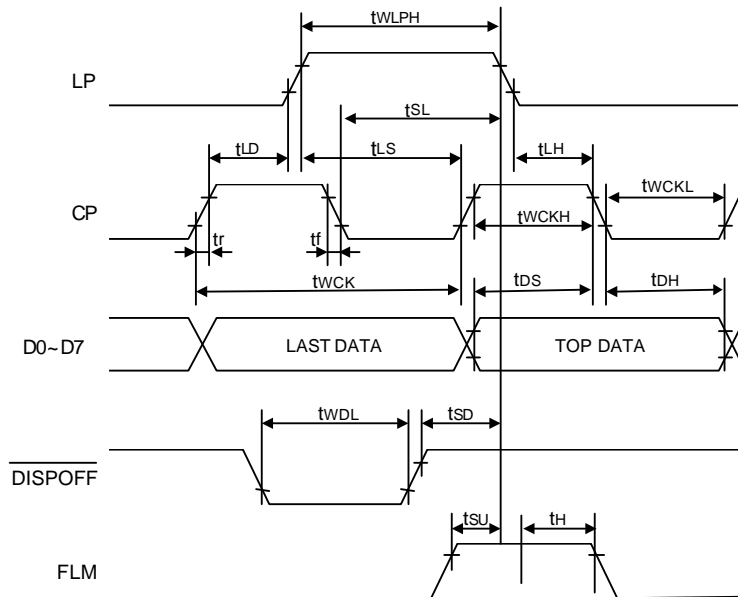 tWLPH
LP
tSL
tLD
tLS
tLH
CP
tWCKH
tWCKL
tr
tf
tWCK
tDS
tDH
D0~D7
LAST DATA
TOP DATA
tWDL
tSD
DISPOFF
tSU
tH
FLM